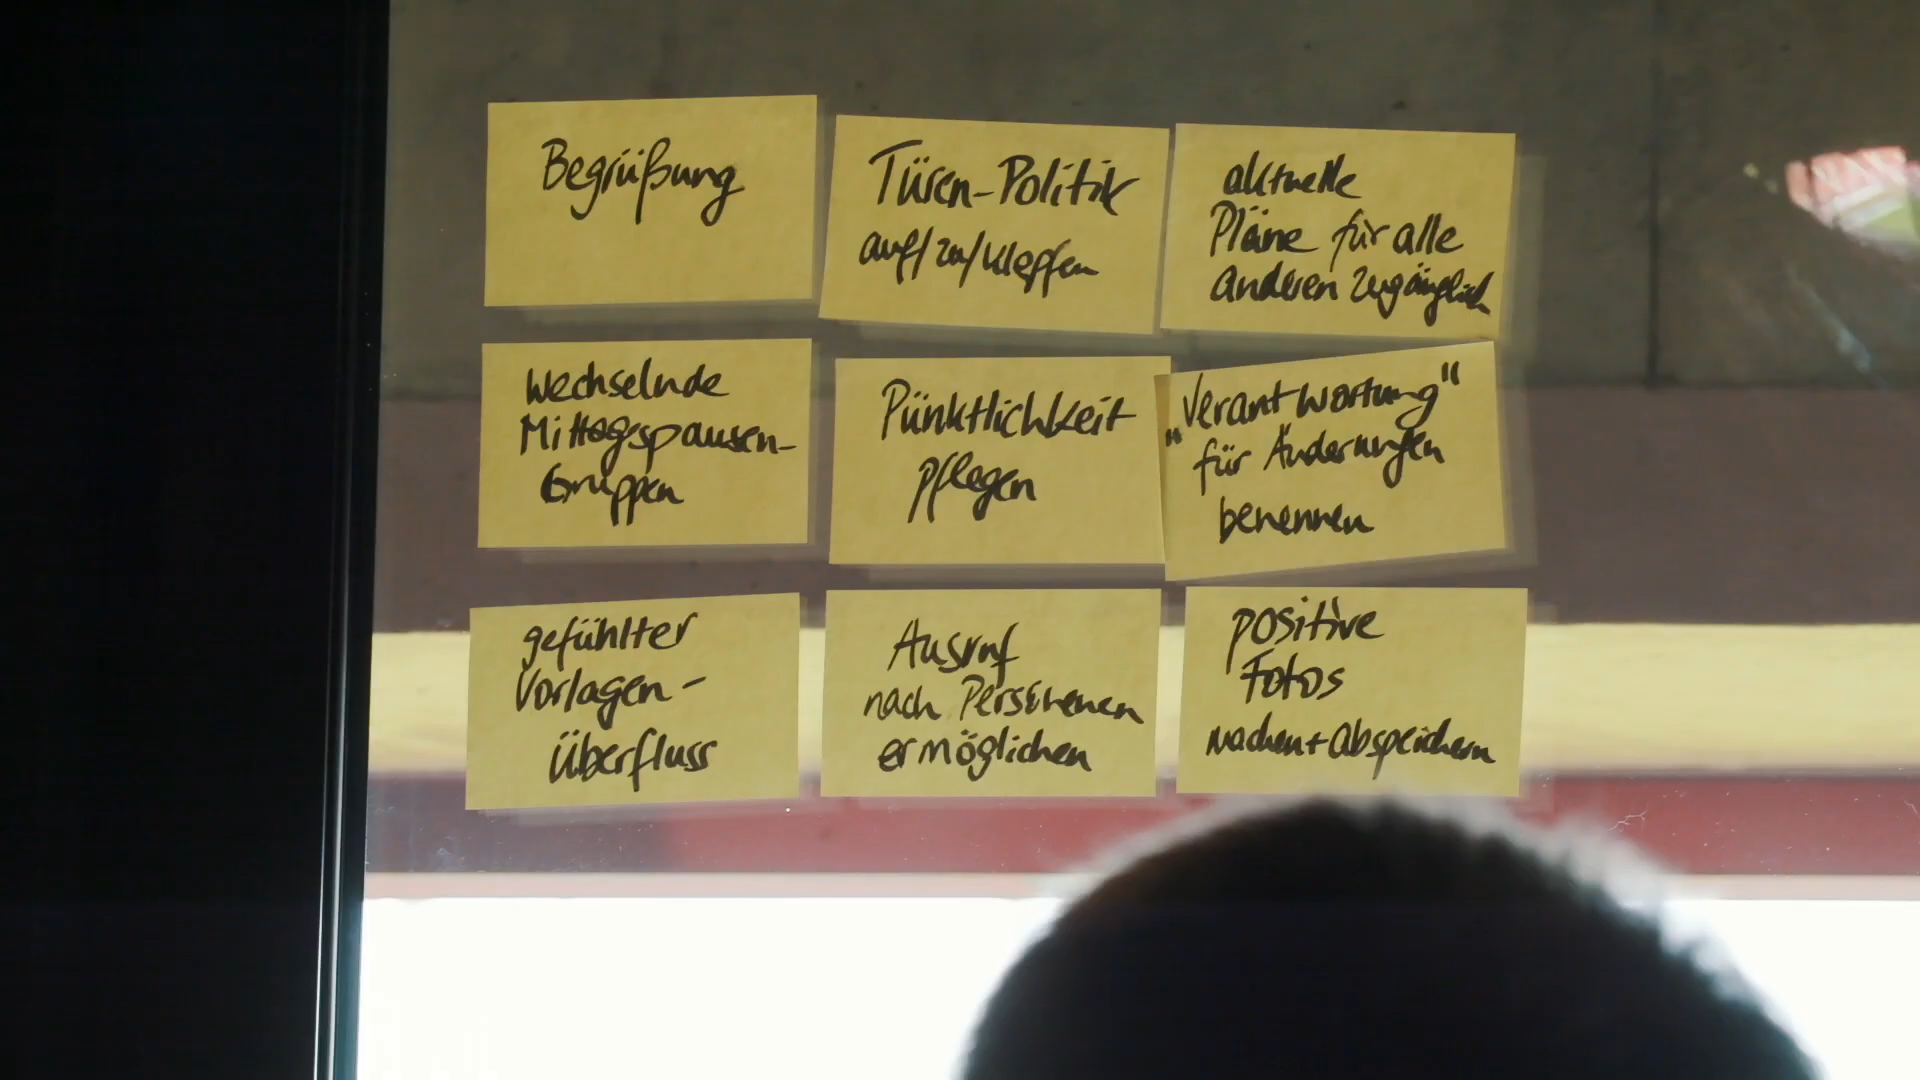 Begrüßung
Türen-Politik
auf/zu/klopfen
aktuelle
Pläne für alle
anderen zugänglich
Wechselnde
Mittagspausen-
Gruppen
Pünktlichkeit
pflegen
„Verantwortung“
für Änderungen
benennen
gefühlter
Vorlagen-
überfluss
Ausruf
nach Personenen
ermöglichen
positive
Fotos
machen+abspeichern